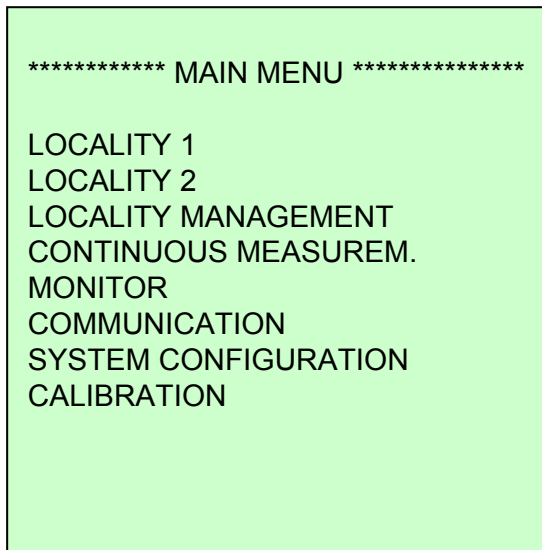 ************ MAIN MENU ***************
LOCALITY 1
LOCALITY 2
LOCALITY MANAGEMENT
CONTINUOUS MEASUREM.
MONITOR
COMMUNICATION
SYSTEM CONFIGURATION
CALIBRATION